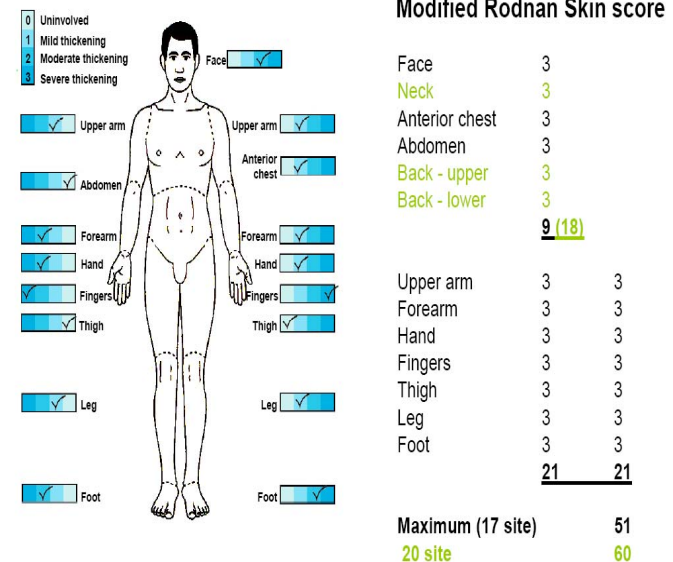 Modified Rodnan Skin score
0 Uninvolved
1 Mild thickening
2 Moderate thickening
3 Severe thickening
Face
Upper arm
Upper arm
Anterior
chest
Abdomen
Forearm
Forearm
Hand
Hand
Fingers
Fingers
Thigh
Thigh
Leg
Leg
Foot
Foot
Face 3
Neck 3
Anterior chest 3
Abdomen 3
Back - upper 3
Back - lower 3
9 (18)
Upper arm 3 3
Forearm 3 3
Hand 3 3
Fingers 3 3
Thigh 3 3
Leg 3 3
Foot 3 3
21 21
Maximum (17 site) 51
20 site 60